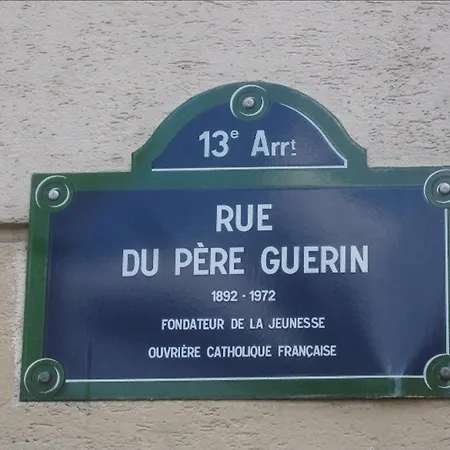 13e Arrt
RUE
DU PÈRE GUERIN
1892 - 1972
FONDATEUR DE LA JEUNESSE
OUVRIÈRE CATHOLIQUE FRANÇAISE